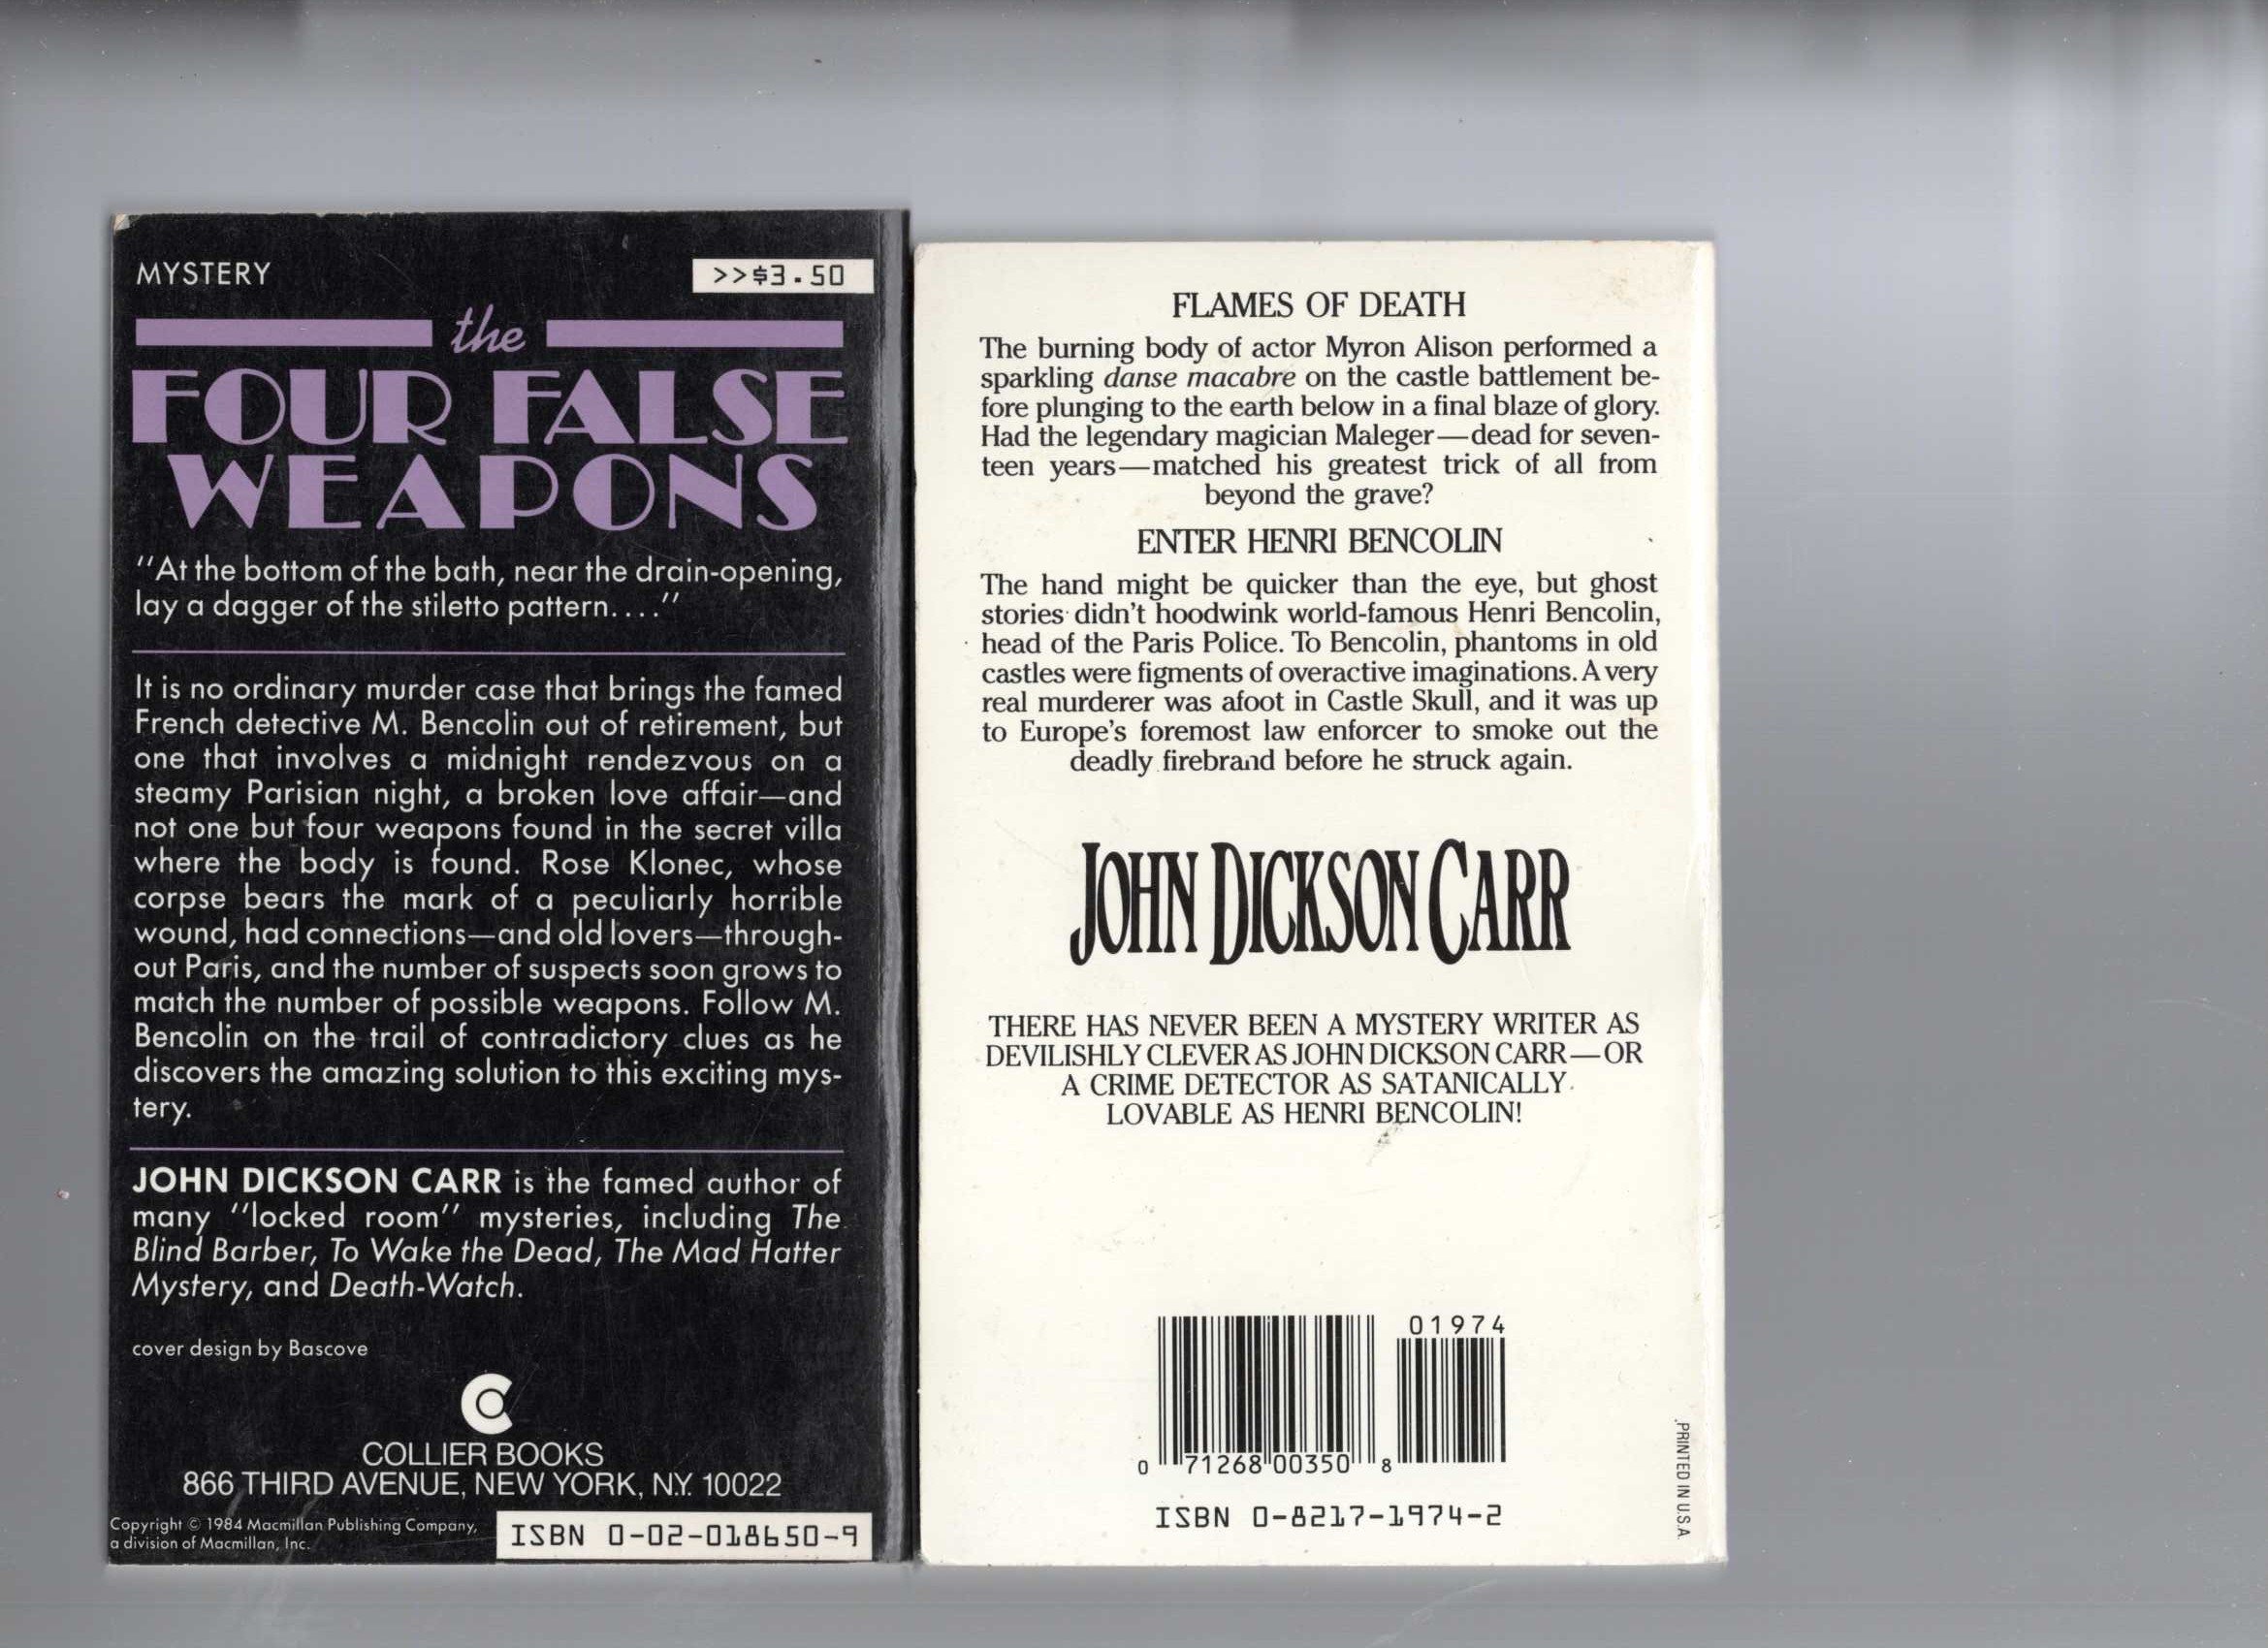 MYSTERY
>>$3.50
the
FOUR FALSE
WEAPONS
"At the bottom of the bath, near the drain-opening,
lay a dagger of the stiletto pattern...."
It is no ordinary murder case that brings the famed
French detective M. Bencolin out of retirement, but
one that involves a midnight rendezvous on a
steamy Parisian night, a broken love affair—and
not one but four weapons found in the secret villa
where the body is found. Rose Klonec, whose
corpse bears the mark of a peculiarly horrible
wound, had connections—and old lovers—through-
out Paris, and the number of suspects soon grows to
match the number of possible weapons. Follow M.
Bencolin on the trail of contradictory clues as he
discovers the amazing solution to this exciting mys-
tery.
JOHN DICKSON CARR is the famed author of
many "locked room" mysteries, including The
Blind Barber, To Wake the Dead, The Mad Hatter
Mystery, and Death-Watch.
cover design by Bascove
COLLIER BOOKS
866 THIRD AVENUE, NEW YORK, N.Y. 10022
Copyright © 1984 Macmillan Publishing Company,
a division of Macmillan, Inc.
ISBN 0-02-018650-9
FLAMES OF DEATH
The burning body of actor Myron Alison performed a
sparkling danse macabre on the castle battlement be-
fore plunging to the earth below in a final blaze of glory.
Had the legendary magician Maleger—dead for seven-
teen years—matched his greatest trick of all from
beyond the grave?
ENTER HENRI BENCOLIN
The hand might be quicker than the eye, but ghost
stories didn't hoodwink world-famous Henri Bencolin,
head of the Paris Police. To Bencolin, phantoms in old
castles were figments of overactive imaginations. A very
real murderer was afoot in Castle Skull, and it was up
to Europe's foremost law enforcer to smoke out the
deadly firebrand before he struck again.
JOHN DICKSON CARR
THERE HAS NEVER BEEN A MYSTERY WRITER AS
DEVILISHLY CLEVER AS JOHN DICKSON CARR—OR
A CRIME DETECTOR AS SATANICALLY
LOVABLE AS HENRI BENCOLIN!
01974
0 71268 00350 8
ISBN 0-8217-1974-2
PRINTED IN U.S.A.